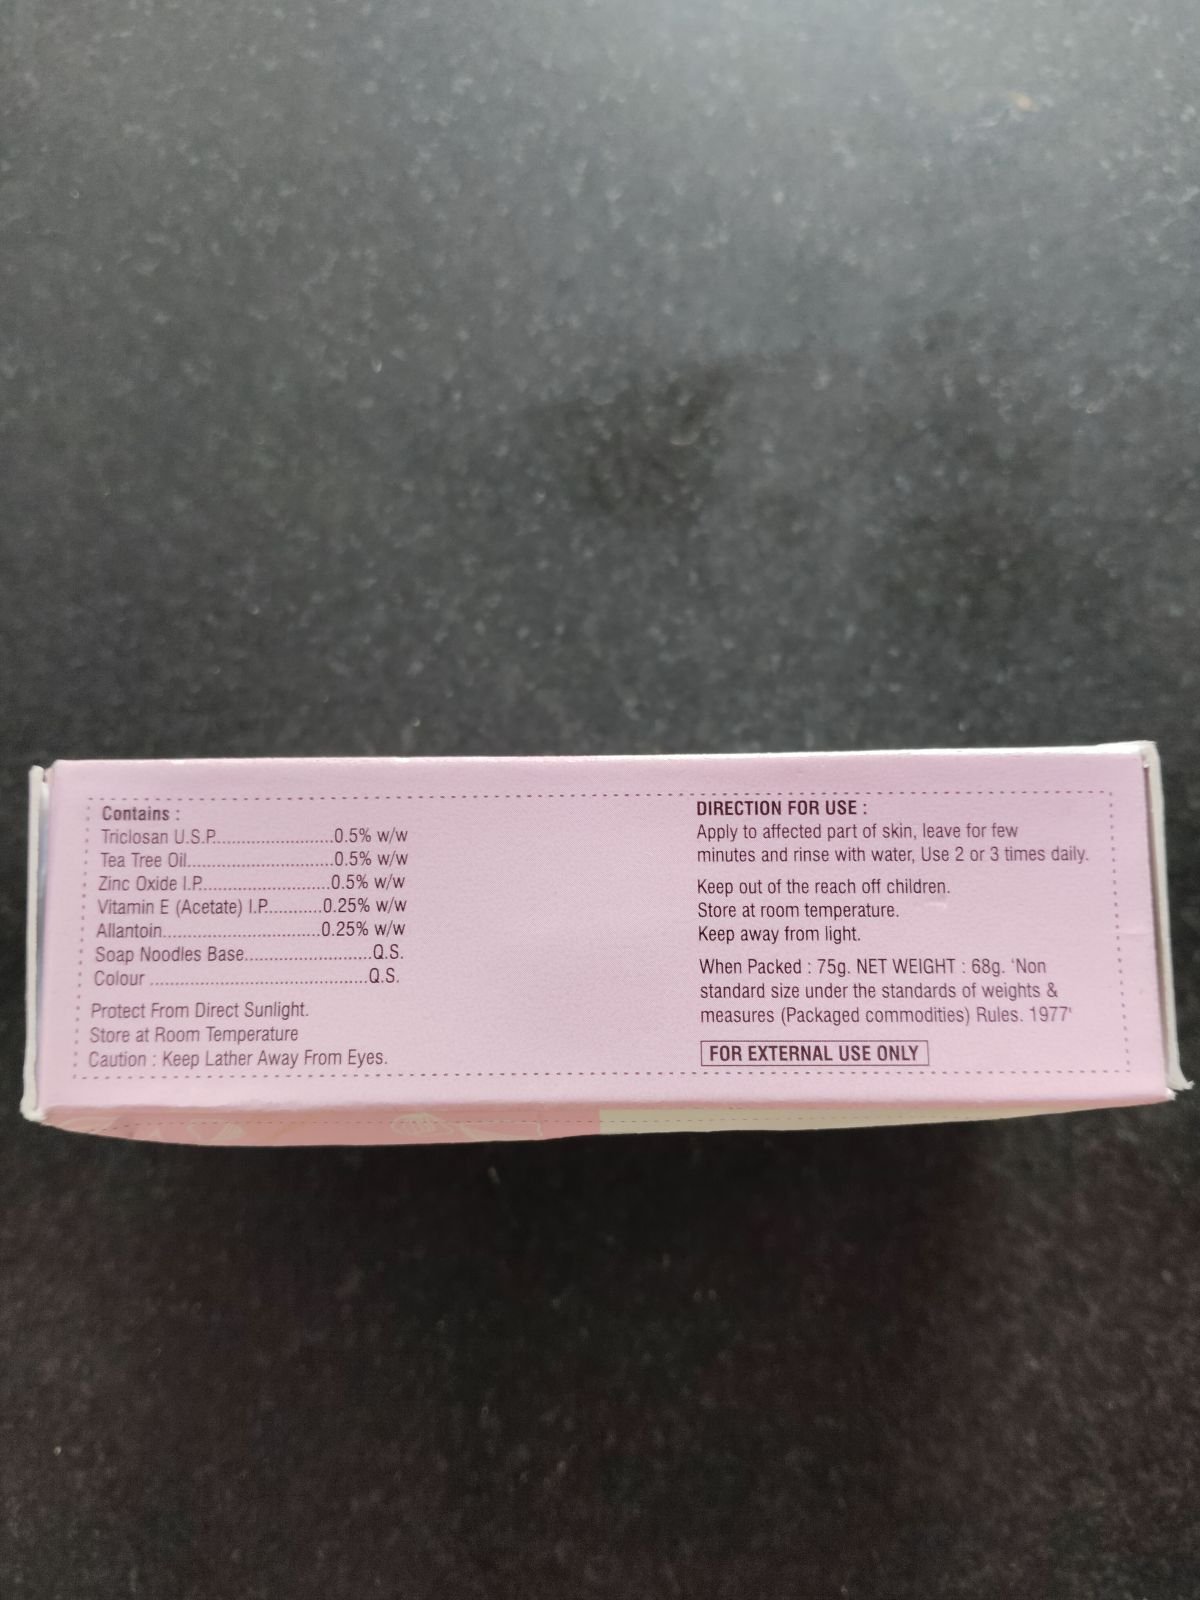 Contains :
Triclosan U.S.P..........................0.5% w/w
Tea Tree Oil................................0.5% w/w
Zinc Oxide I.P............................0.5% w/w
Vitamin E (Acetate) I.P............0.25% w/w
Allantoin..................................0.25% w/w
Soap Noodles Base............................Q.S.
Colour ................................................Q.S.
Protect From Direct Sunlight.
Store at Room Temperature
Caution : Keep Lather Away From Eyes.
DIRECTION FOR USE :
Apply to affected part of skin, leave for few
minutes and rinse with water, Use 2 or 3 times daily.
Keep out of the reach off children.
Store at room temperature.
Keep away from light.
When Packed : 75g. NET WEIGHT : 68g. 'Non
standard size under the standards of weights &
measures (Packaged commodities) Rules. 1977'
FOR EXTERNAL USE ONLY